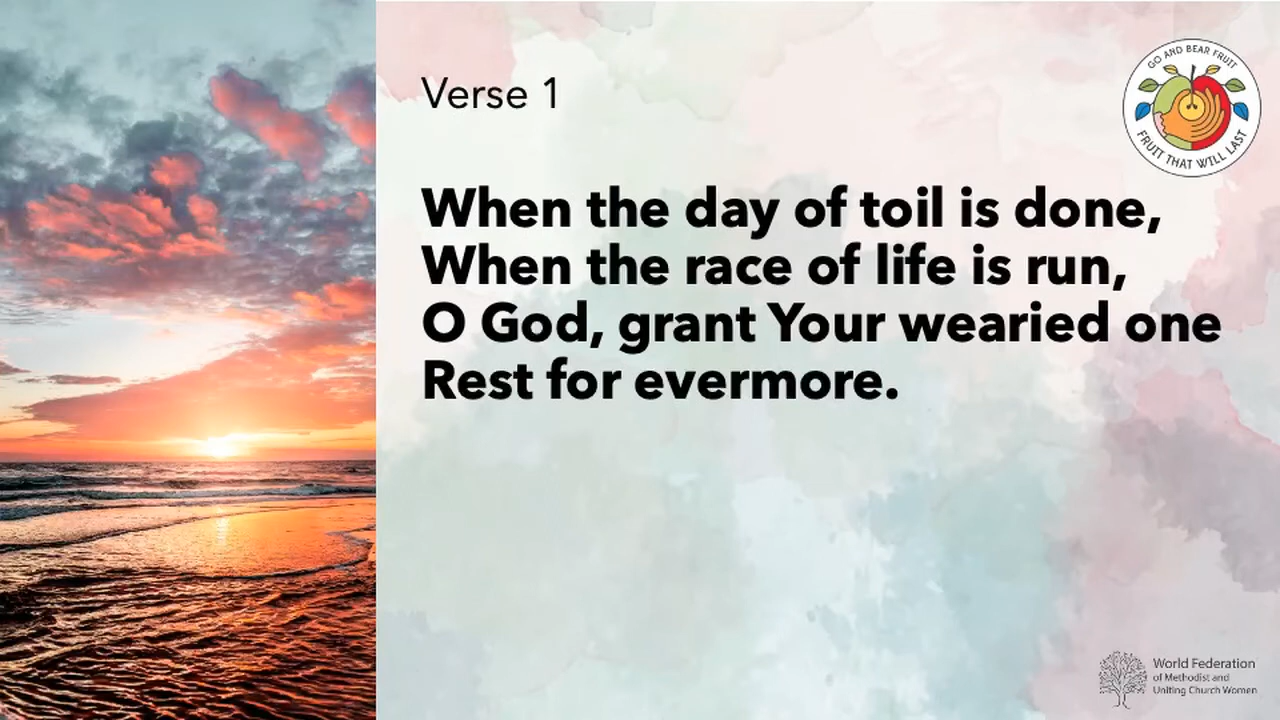 Verse 1
GO AND BEAR FRUIT
FRUIT THAT WILL LAST
When the day of toil is done,
When the race of life is run,
O God, grant Your wearied one
Rest for evermore.
World Federation
of Methodist and
Uniting Church Women